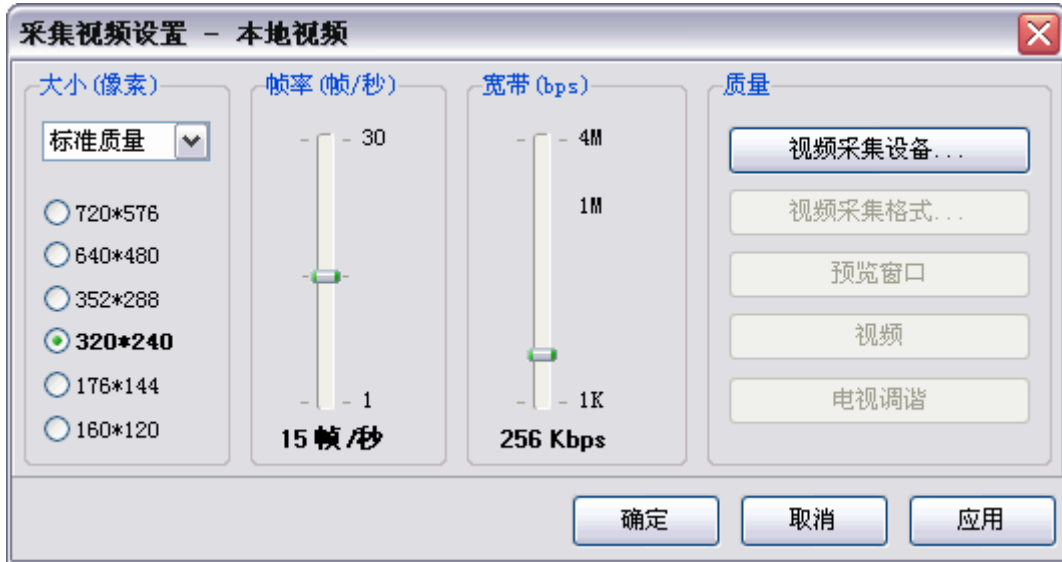 采集视频设置 - 本地视频
大小(像素)
标准质量
720*576
640*480
352*288
320*240
176*144
160*120
帧率(帧/秒)
30
1
15 帧/秒
宽带(bps)
4M
1M
1K
256 Kbps
质量
视频采集设备...
视频采集格式...
预览窗口
视频
电视调谐
确定
取消
应用